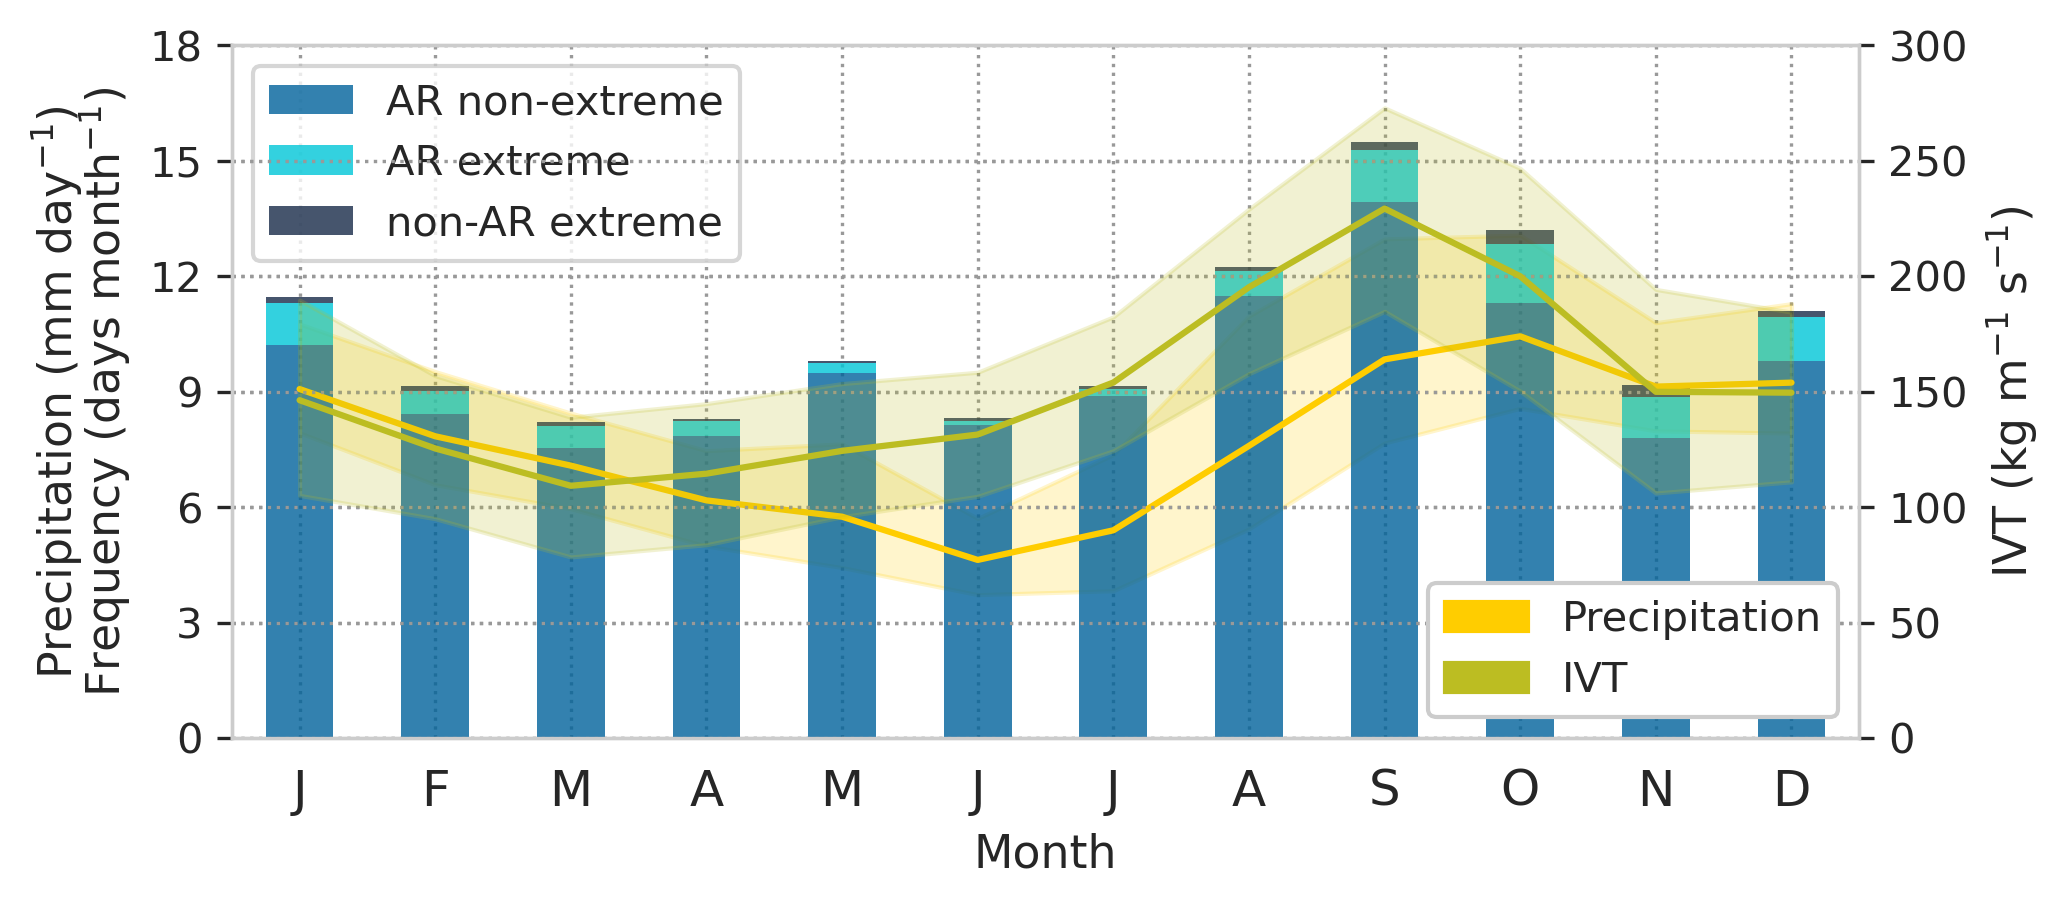 Precipitation (mm day⁻¹)
Frequency (days month⁻¹)
18
15
12
9
6
3
0
AR non-extreme
AR extreme
non-AR extreme
Precipitation
IVT
300
250
200
150
100
50
0
IVT (kg m⁻¹ s⁻¹)
J F M A M J J A S O N D
Month